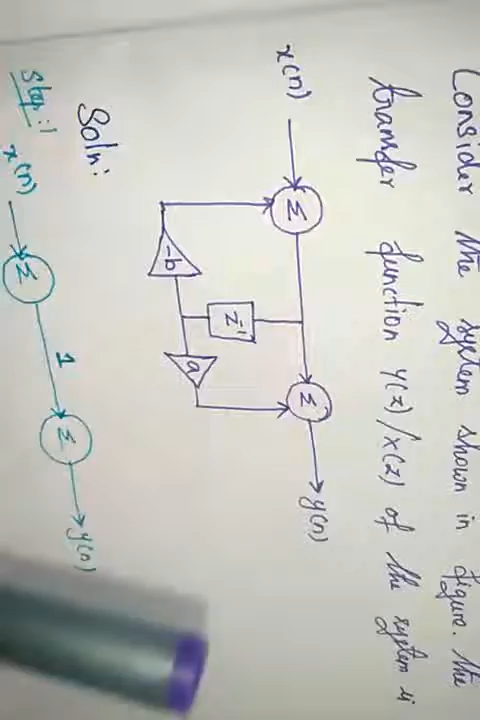 Consider the system shown in figure. The
transfer function Y(z)/X(z) of the system is
x(n) Σ Σ y(n)
z⁻¹
-b a
Soln:
Step:1
x(n) Σ 1 Σ y(n)